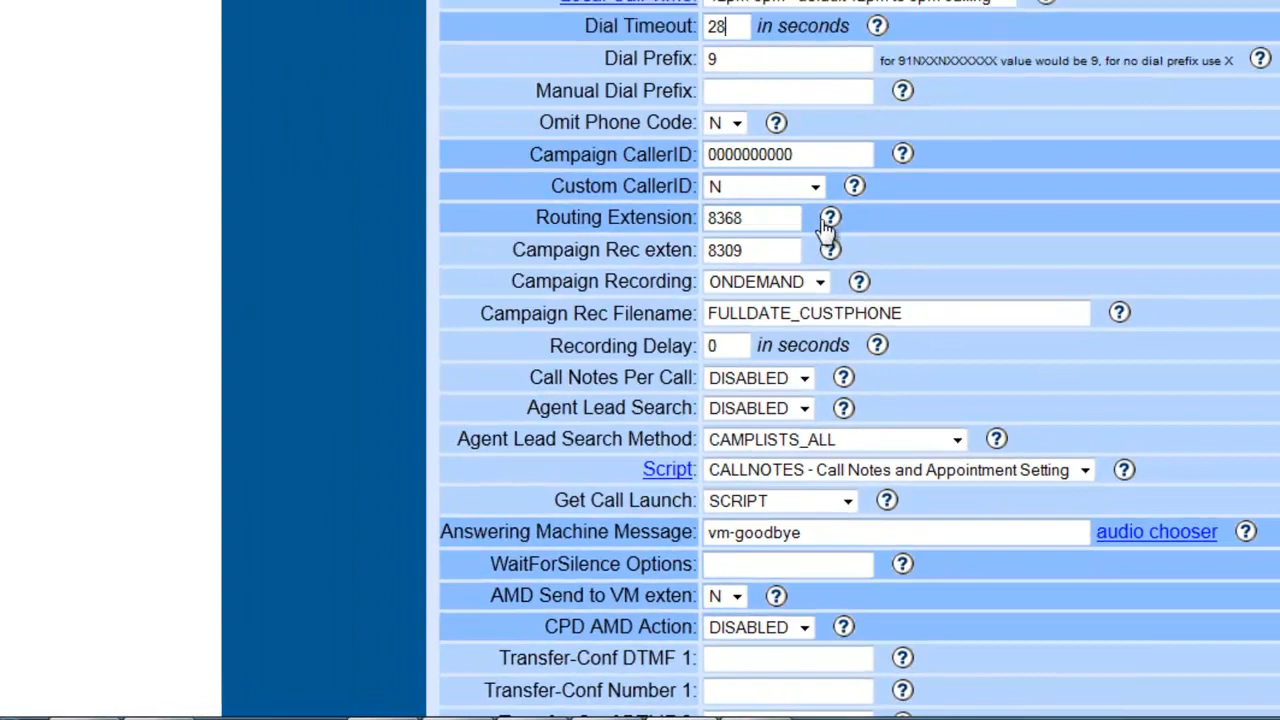 Dial Timeout: 28 in seconds
Dial Prefix: 9 for 91NXXNXXXXXX value would be 9, for no dial prefix use X
Manual Dial Prefix:
Omit Phone Code: N
Campaign CallerID: 0000000000
Custom CallerID: N
Routing Extension: 8368
Campaign Rec exten: 8309
Campaign Recording: ONDEMAND
Campaign Rec Filename: FULLDATE_CUSTPHONE
Recording Delay: 0 in seconds
Call Notes Per Call: DISABLED
Agent Lead Search: DISABLED
Agent Lead Search Method: CAMPLISTS_ALL
Script: CALLNOTES - Call Notes and Appointment Setting
Get Call Launch: SCRIPT
Answering Machine Message: vm-goodbye audio chooser
WaitForSilence Options:
AMD Send to VM exten: N
CPD AMD Action: DISABLED
Transfer-Conf DTMF 1:
Transfer-Conf Number 1: